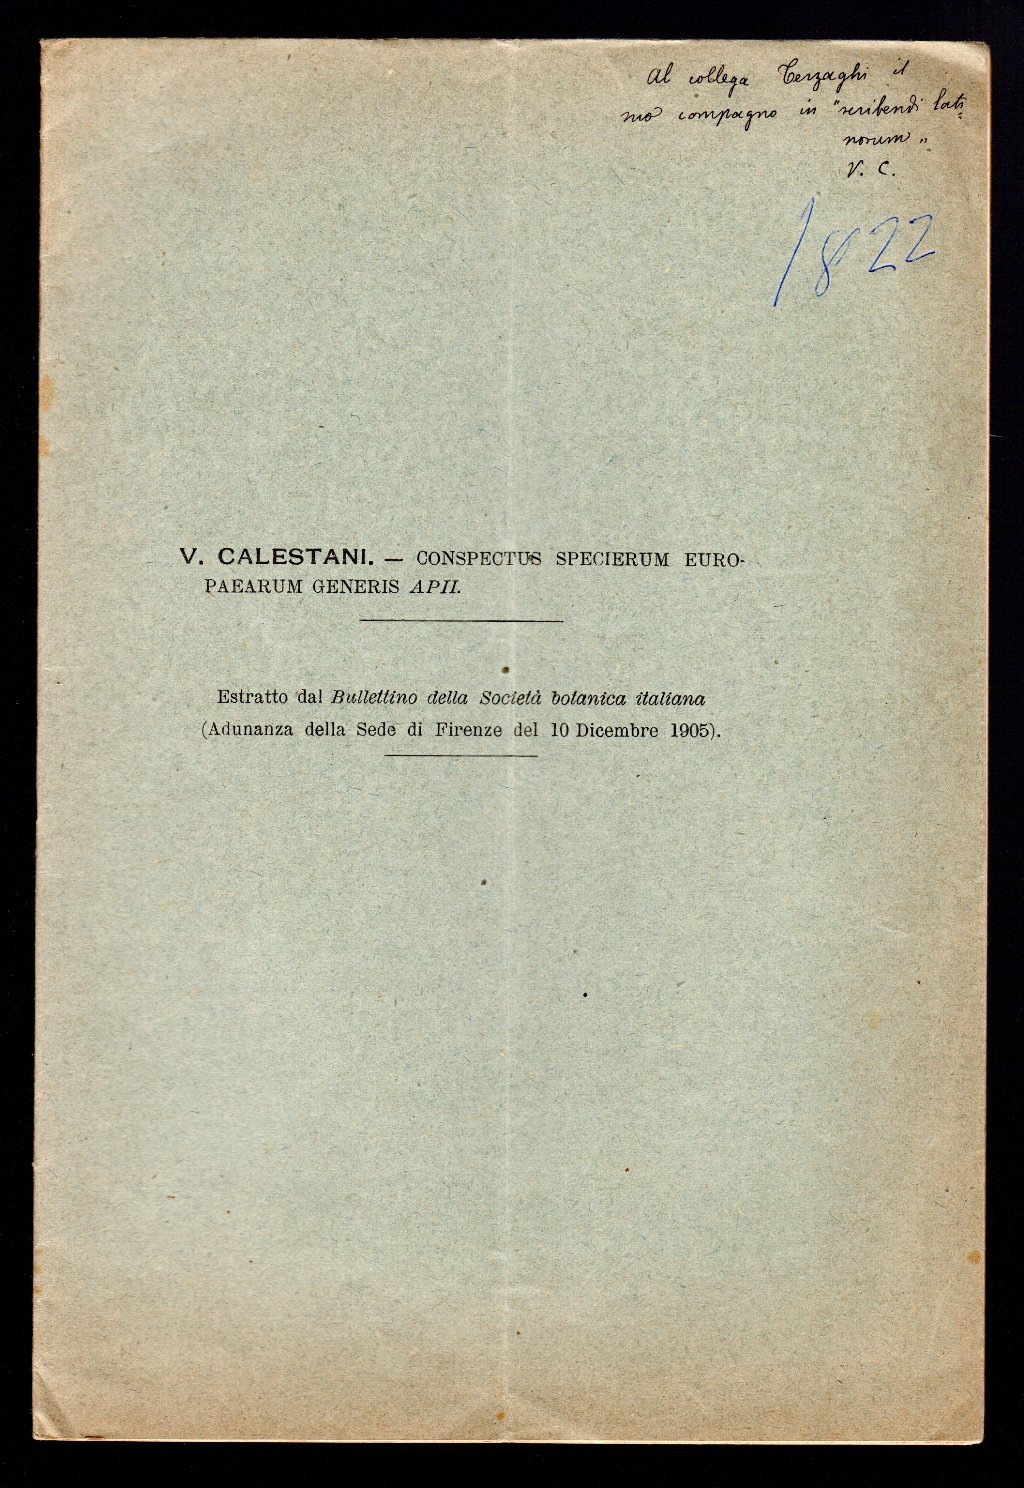 Al collega Terzaghi il
suo compagno in "scribendi lati-
norum "
V. C.
1822
V. CALESTANI. — CONSPECTUS SPECIERUM EURO-
PAEARUM GENERIS APII.
Estratto dal Bullettino della Società botanica italiana
(Adunanza della Sede di Firenze del 10 Dicembre 1905).